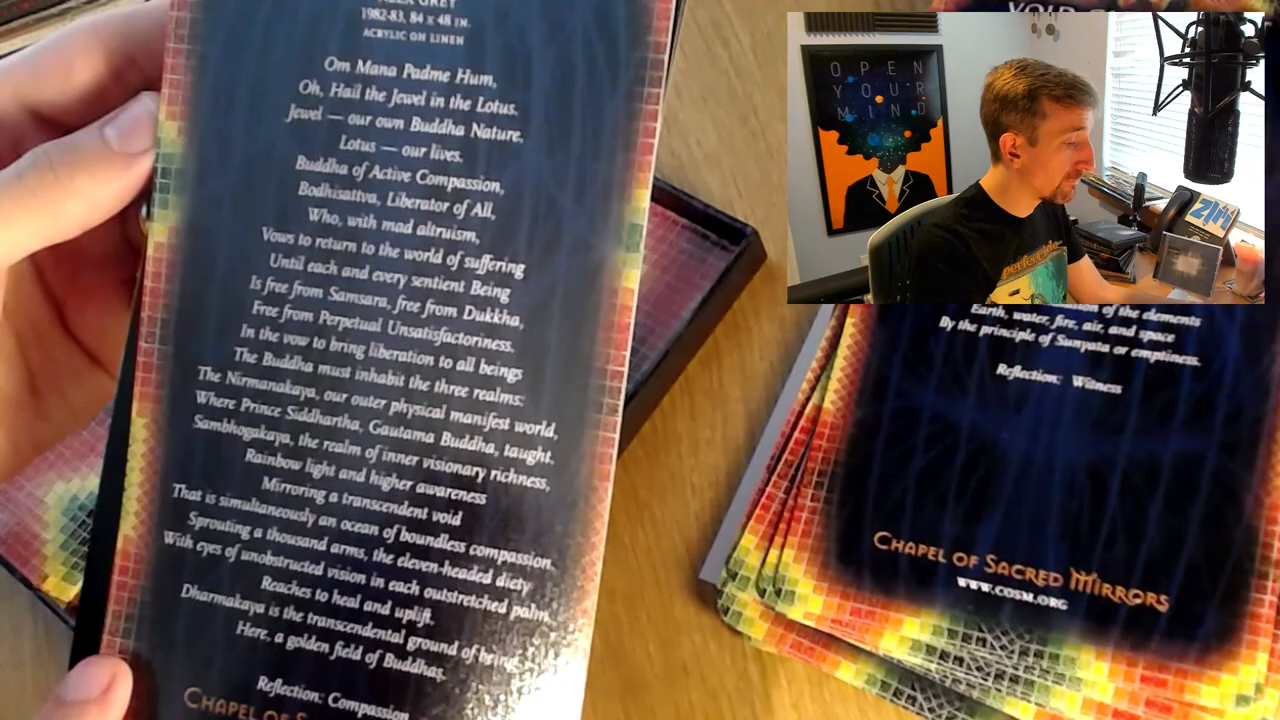 GREY
1982-83, 84 x 48 IN.
ACRYLIC ON LINEN
Om Mana Padme Hum,
Oh, Hail the Jewel in the Lotus.
Jewel — our own Buddha Nature.
Lotus — our lives.
Buddha of Active Compassion,
Bodhisattva, Liberator of All,
Who, with mad altruism,
Vows to return to the world of suffering
Until each and every sentient Being
Is free from Samsara, free from Dukkha,
Free from Perpetual Unsatisfactoriness.
In the vow to bring liberation to all beings
The Buddha must inhabit the three realms:
The Nirmanakaya, our outer physical manifest world,
Where Prince Siddhartha, Gautama Buddha, taught.
Sambhogakaya, the realm of inner visionary richness,
Rainbow light and higher awareness
Mirroring a transcendent void
That is simultaneously an ocean of boundless compassion.
Sprouting a thousand arms, the eleven-headed diety
With eyes of unobstructed vision in each outstretched palm
Reaches to heal and uplift.
Dharmakaya is the transcendental ground of being
Here, a golden field of Buddhas.
Reflection: Compassion
CHAPEL OF
OPEN
YOUR
MIND
of the elements
Earth, water, fire, air, and space
By the principle of Sunyata or emptiness.
Reflection: Witness
CHAPEL OF SACRED MIRRORS
WWW.COSM.ORG